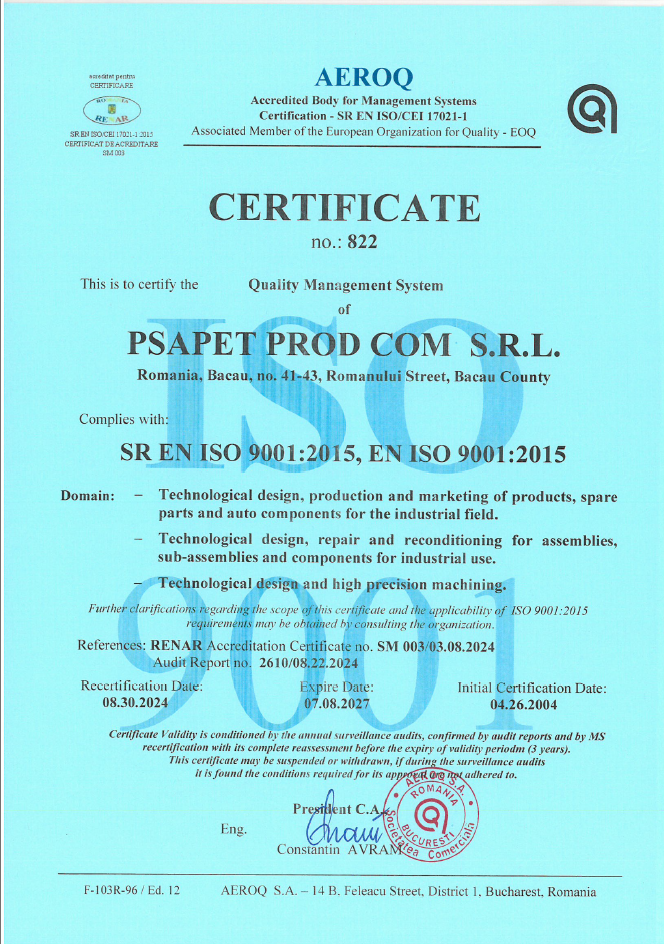 acreditat pentru
CERTIFICARE
RENAR
SR EN ISO/CEI 17021-1:2015
CERTIFICAT DE ACREDITARE
SM 003
AEROQ
Accredited Body for Management Systems
Certification - SR EN ISO/CEI 17021-1
Associated Member of the European Organization for Quality - EOQ
CERTIFICATE
no.: 822
This is to certify the Quality Management System
of
ISO
PSAPET PROD COM S.R.L.
Romania, Bacau, no. 41-43, Romanului Street, Bacau County
Complies with:
SR EN ISO 9001:2015, EN ISO 9001:2015
Domain: – Technological design, production and marketing of products, spare
parts and auto components for the industrial field.
– Technological design, repair and reconditioning for assemblies,
sub-assemblies and components for industrial use.
– Technological design and high precision machining.
9001
Further clarifications regarding the scope of this certificate and the applicability of ISO 9001:2015
requirements may be obtained by consulting the organization.
References: RENAR Accreditation Certificate no. SM 003/03.08.2024
Audit Report no. 2610/08.22.2024
Recertification Date: Expire Date: Initial Certification Date:
08.30.2024 07.08.2027 04.26.2004
Certificate Validity is conditioned by the annual surveillance audits, confirmed by audit reports and by MS
recertification with its complete reassessment before the expiry of validity periodm (3 years).
This certificate may be suspended or withdrawn, if during the surveillance audits
it is found the conditions required for its approval are not adhered to.
President C.A.
Eng.
Constantin AVRAM
AEROQ S.A.
ROMANIA
BUCURESTI
Societatea Comerciala
F-103R-96 / Ed. 12 AEROQ S.A. – 14 B, Feleacu Street, District 1, Bucharest, Romania